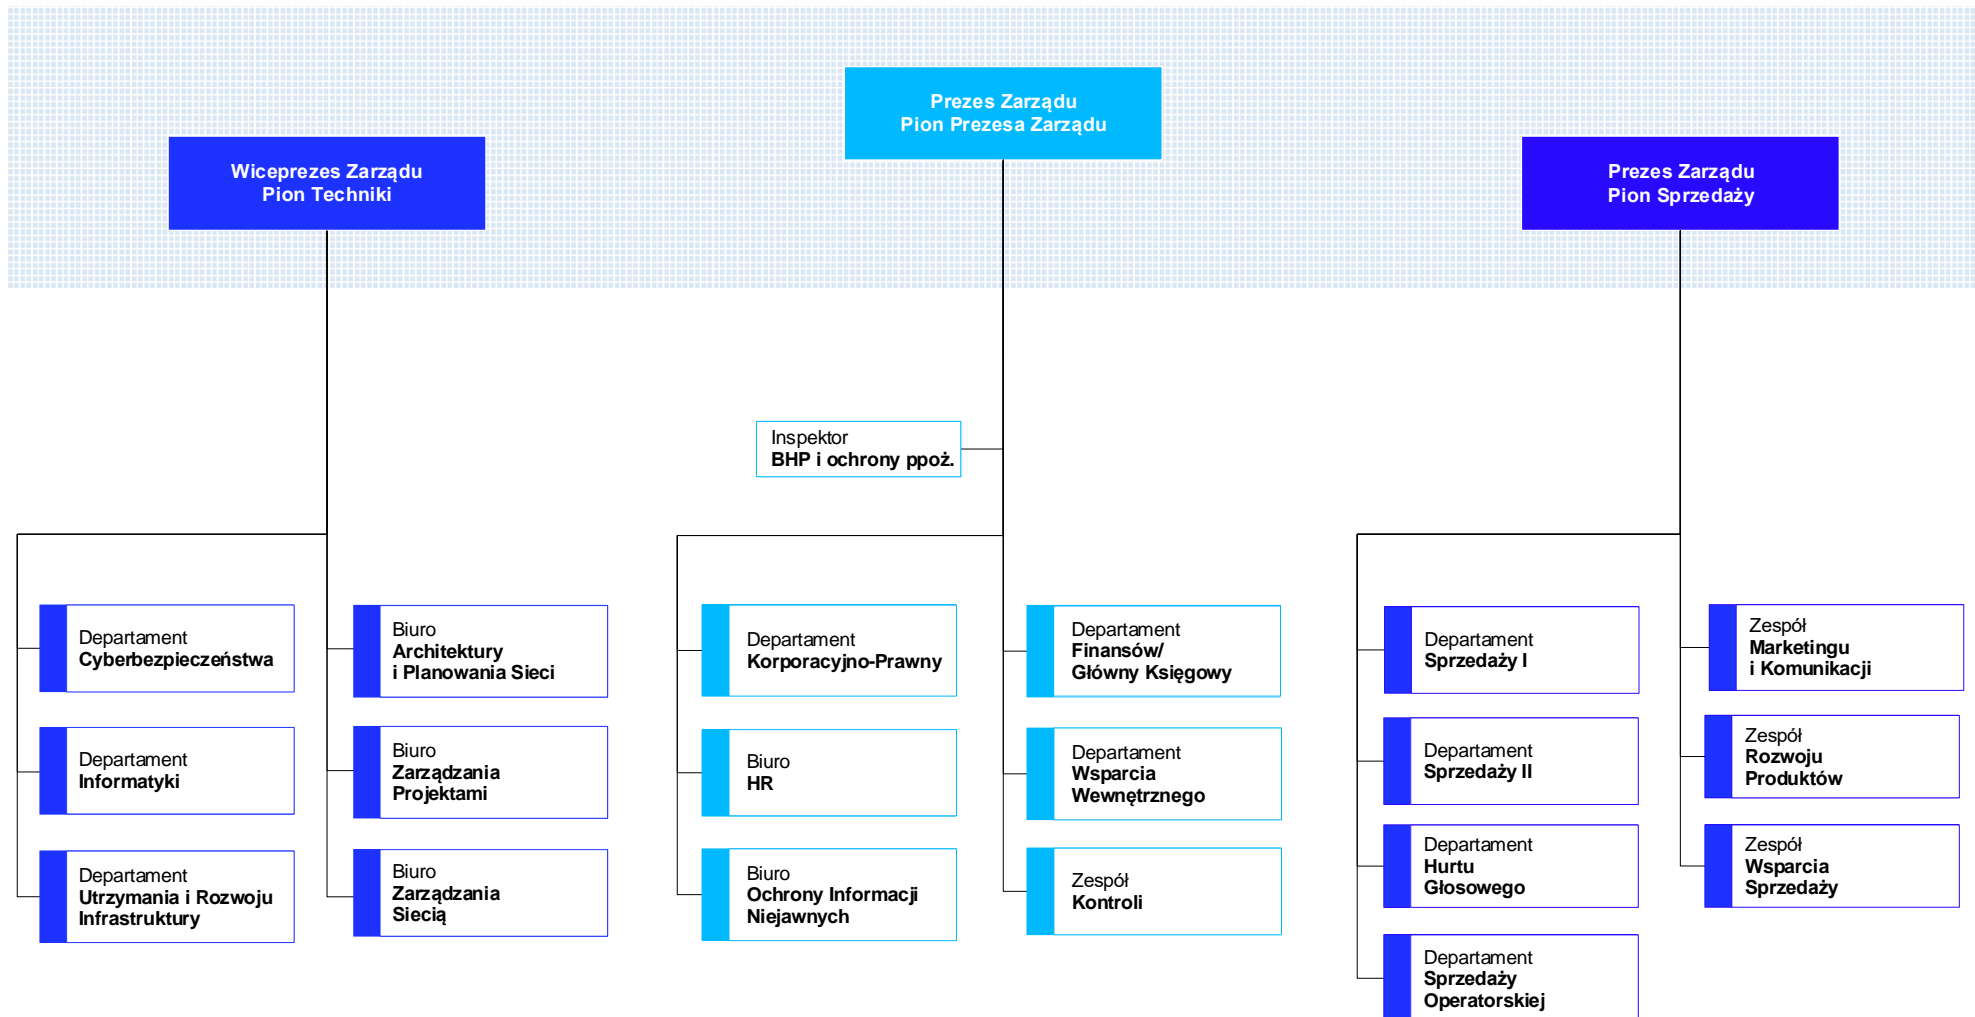 Prezes Zarządu
Pion Prezesa Zarządu
Wiceprezes Zarządu
Pion Techniki
Prezes Zarządu
Pion Sprzedaży
Inspektor
BHP i ochrony ppoż.
Departament
Cyberbezpieczeństwa
Departament
Informatyki
Departament
Utrzymania i Rozwoju
Infrastruktury
Biuro
Architektury
i Planowania Sieci
Biuro
Zarządzania
Projektami
Biuro
Zarządzania
Siecią
Departament
Korporacyjno-Prawny
Biuro
HR
Biuro
Ochrony Informacji
Niejawnych
Departament
Finansów/
Główny Księgowy
Departament
Wsparcia
Wewnętrznego
Zespół
Kontroli
Departament
Sprzedaży I
Departament
Sprzedaży II
Departament
Hurtu
Głosowego
Departament
Sprzedaży
Operatorskiej
Zespół
Marketingu
i Komunikacji
Zespół
Rozwoju
Produktów
Zespół
Wsparcia
Sprzedaży